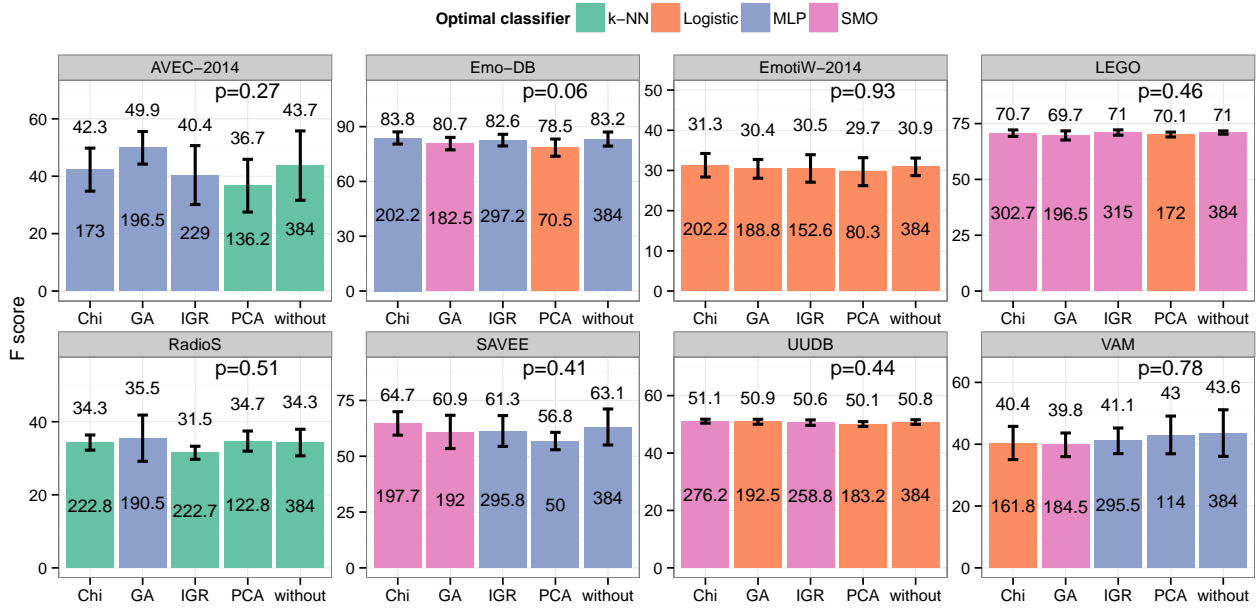 Optimal classifier k−NN Logistic MLP SMO
F score
AVEC−2014
p=0.27
42.3 49.9 40.4 36.7 43.7
60
40
20
0
173 196.5 229 136.2 384
Chi GA IGR PCA without
Emo−DB
p=0.06
83.8 80.7 82.6 78.5 83.2
90
60
30
0
202.2 182.5 297.2 70.5 384
Chi GA IGR PCA without
EmotiW−2014
p=0.93
31.3 30.4 30.5 29.7 30.9
50
40
30
20
10
0
202.2 188.8 152.6 80.3 384
Chi GA IGR PCA without
LEGO
p=0.46
70.7 69.7 71 70.1 71
75
50
25
0
302.7 196.5 315 172 384
Chi GA IGR PCA without
RadioS
p=0.51
34.3 35.5 31.5 34.7 34.3
40
20
0
222.8 190.5 222.7 122.8 384
Chi GA IGR PCA without
SAVEE
p=0.41
64.7 60.9 61.3 56.8 63.1
75
50
25
0
197.7 192 295.8 50 384
Chi GA IGR PCA without
UUDB
p=0.44
51.1 50.9 50.6 50.1 50.8
60
40
20
0
276.2 192.5 258.8 183.2 384
Chi GA IGR PCA without
VAM
p=0.78
40.4 39.8 41.1 43 43.6
60
40
20
0
161.8 184.5 295.5 114 384
Chi GA IGR PCA without